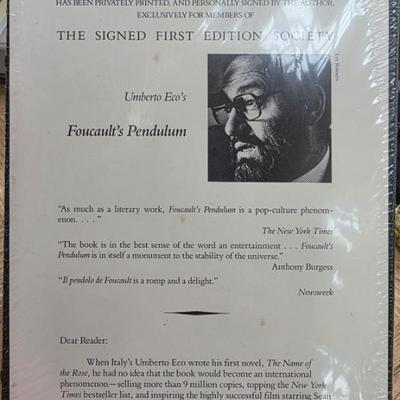 HAS BEEN PRIVATELY PRINTED, AND PERSONALLY SIGNED BY THE AUTHOR,
EXCLUSIVELY FOR MEMBERS OF
THE SIGNED FIRST EDITION SOCIETY
Umberto Eco's
Foucault's Pendulum
"As much as a literary work, Foucault's Pendulum is a pop-culture phenom-
enon. . . ."
The New York Times
"The book is in the best sense of the word an entertainment . . . Foucault's
Pendulum is in itself a monument to the stability of the universe."
Anthony Burgess
"Il pendolo de Foucault is a romp and a delight."
Newsweek
Dear Reader:
When Italy's Umberto Eco wrote his first novel, The Name of
the Rose, he had no idea that the book would become an international
phenomenon—selling more than 9 million copies, topping the New York
Times bestseller list, and inspiring the highly successful film starring Sean